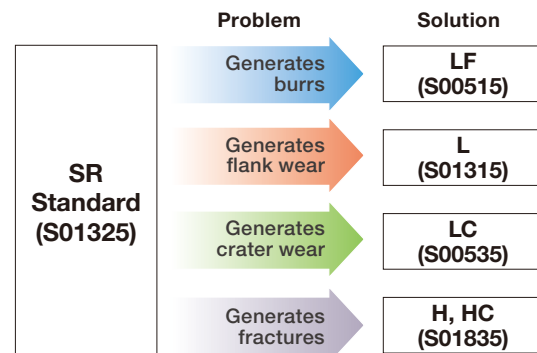 Problem
Solution
SR
Standard
(S01325)
Generates
burrs
LF
(S00515)
Generates
flank wear
L
(S01315)
Generates
crater wear
LC
(S00535)
Generates
fractures
H, HC
(S01835)